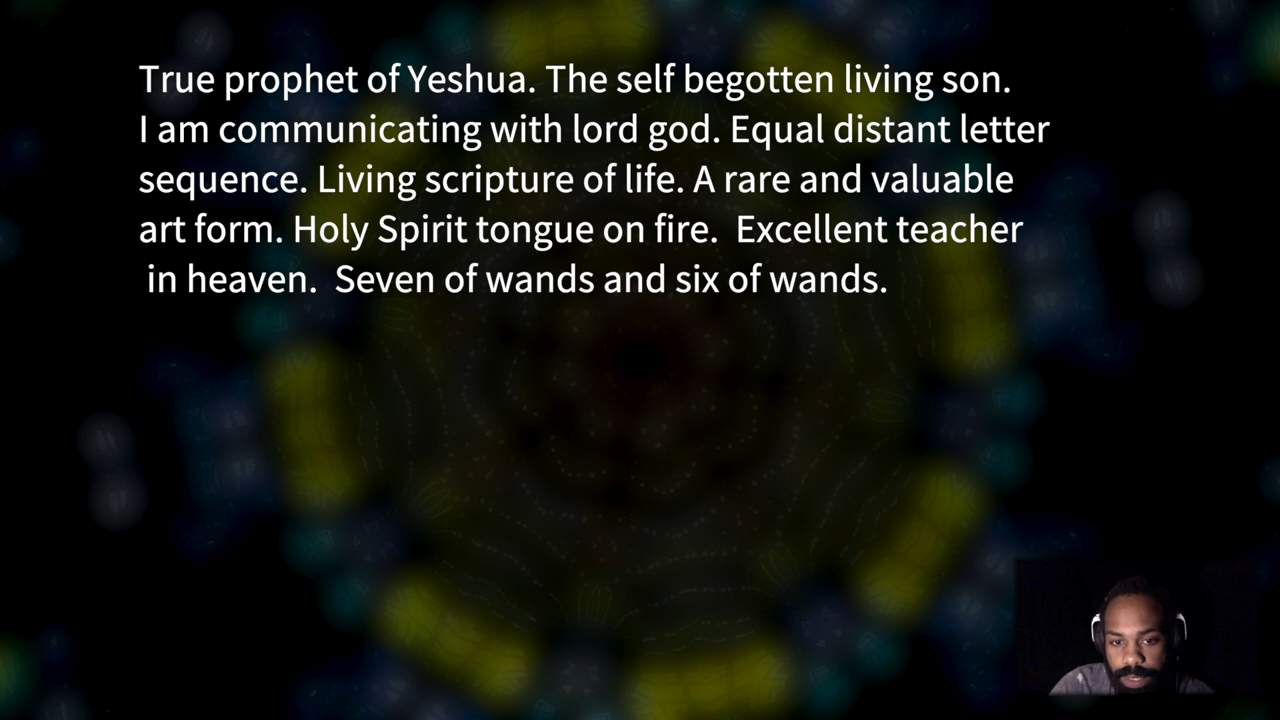 True prophet of Yeshua. The self begotten living son.
I am communicating with lord god. Equal distant letter
sequence. Living scripture of life. A rare and valuable
art form. Holy Spirit tongue on fire.  Excellent teacher
in heaven.  Seven of wands and six of wands.